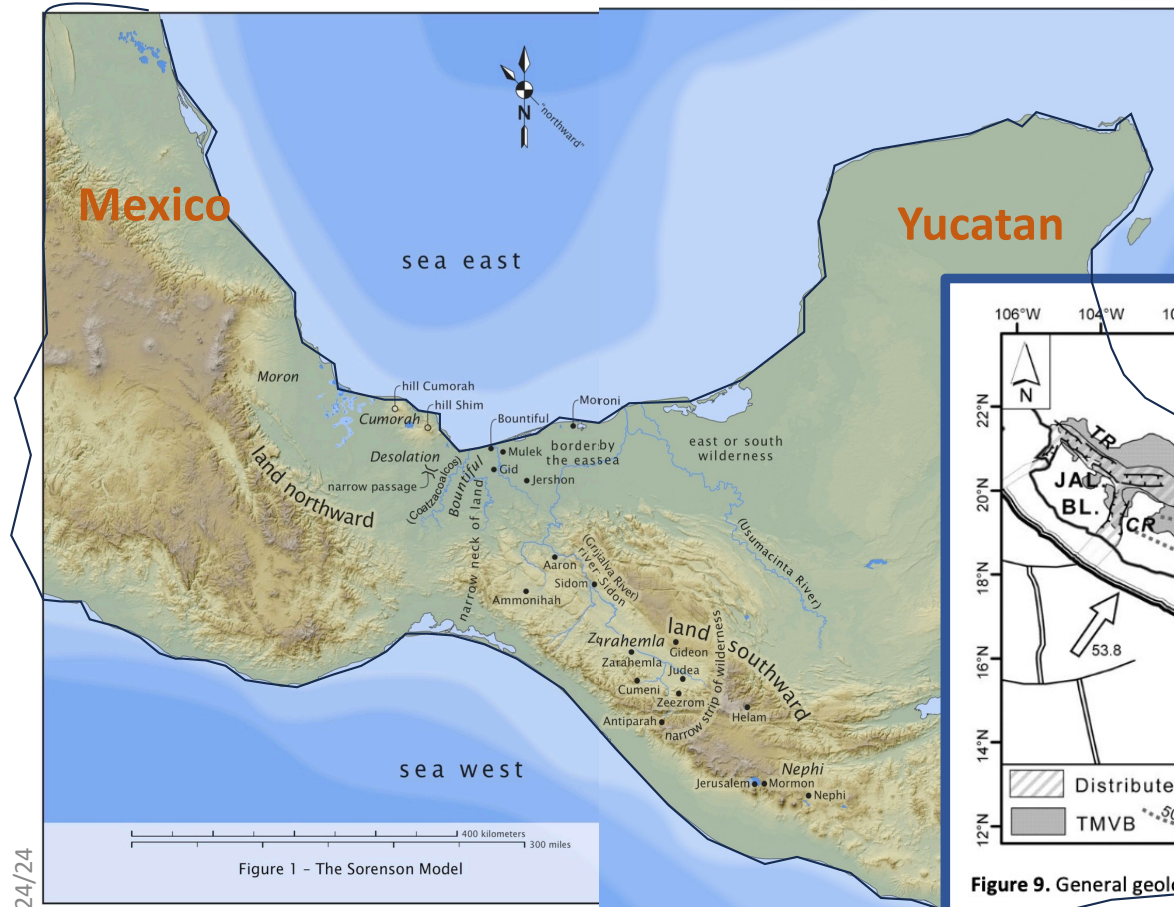 N
"northward"
Mexico
Yucatan
sea east
Moron
hill Cumorah
hill Shim
Cumorah
Moroni
Bountiful
Desolation
Mulek
border by
the eassea
east or south
wilderness
narrow passage
Gid
Jershon
(Coatzacoalcos)
Bountiful
narrow neck of land
land northward
(Usumacinta River)
Aaron
(Grijalva River)
river-Sidon
Sidom
Ammonihah
Zarahemla
land southward
Gideon
Zarahemla
Judea
Cumeni
Zeezrom
narrow strip of wilderness
Helam
Antiparah
sea west
Nephi
Jerusalem
Mormon
Nephi
400 kilometers
300 miles
Figure 1 – The Sorenson Model
24/24
106°W
104°W
10
N
22°N
20°N
18°N
16°N
14°N
12°N
TR
JAL
BL.
CR
53.8
Distribute
TMVB
50
Figure 9. General geolo